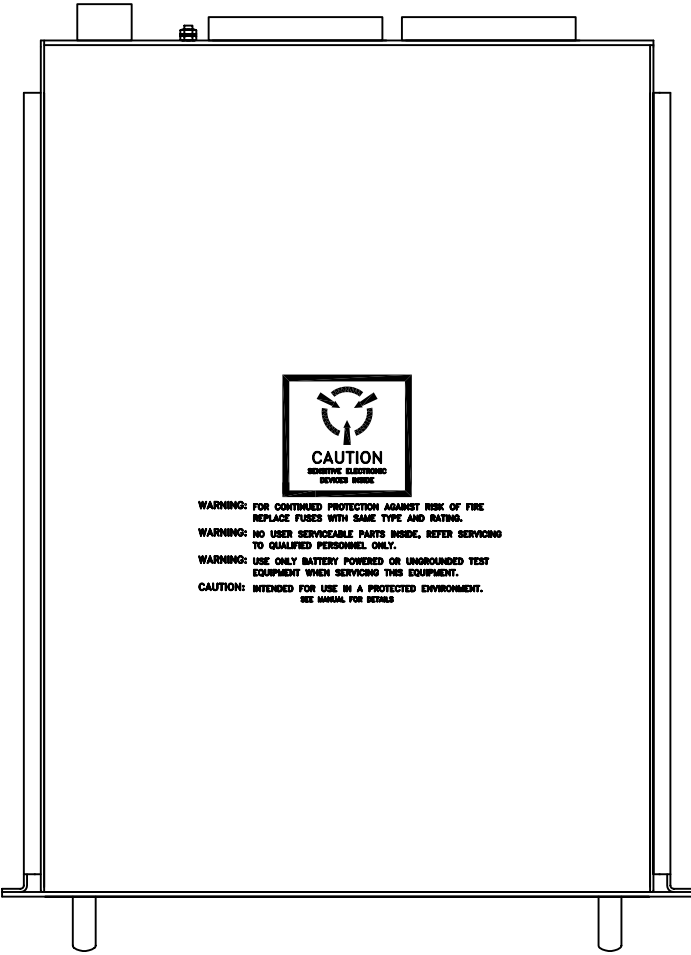 CAUTION
SENSITIVE ELECTRONIC
DEVICES INSIDE
WARNING: FOR CONTINUED PROTECTION AGAINST RISK OF FIRE
REPLACE FUSES WITH SAME TYPE AND RATING.
WARNING: NO USER SERVICEABLE PARTS INSIDE, REFER SERVICING
TO QUALIFIED PERSONNEL ONLY.
WARNING: USE ONLY BATTERY POWERED OR UNGROUNDED TEST
EQUIPMENT WHEN SERVICING THIS EQUIPMENT.
CAUTION: INTENDED FOR USE IN A PROTECTED ENVIRONMENT.
SEE MANUAL FOR DETAILS